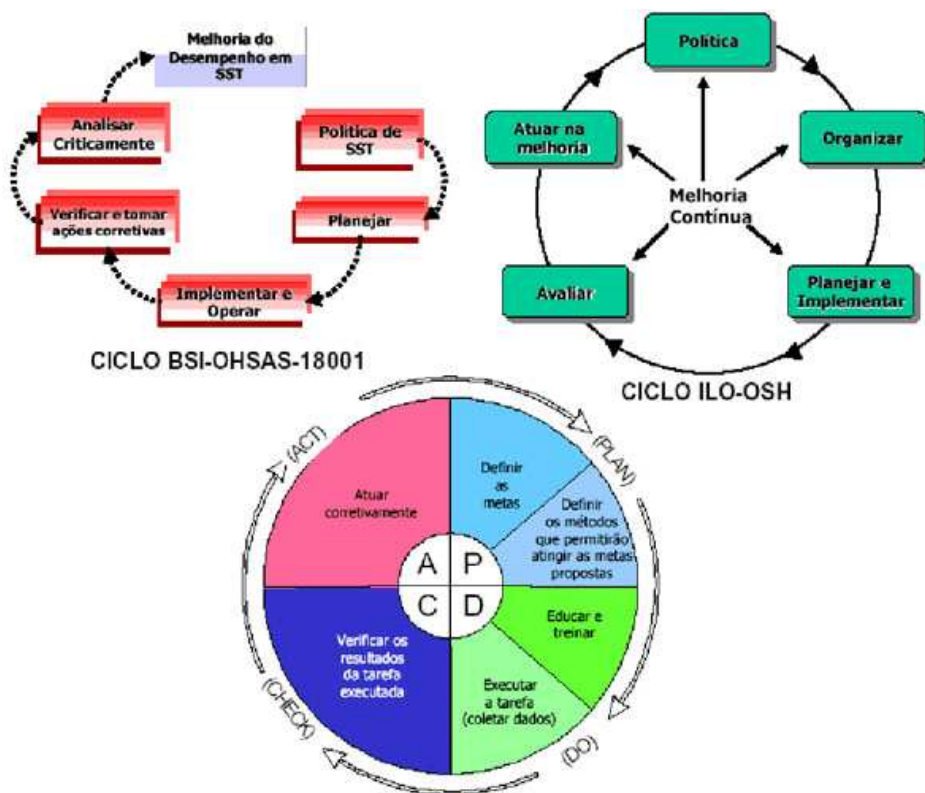 Melhoria do
Desempenho em
SST
Analisar
Criticamente
Política de
SST
Verificar e tomar
ações corretivas
Planejar
Implementar e
Operar
CICLO BSI-OHSAS-18001
Política
Atuar na
melhoria
Organizar
Melhoria
Contínua
Avaliar
Planejar e
Implementar
CICLO ILO-OSH
(ACT)
(PLAN)
Atuar
corretivamente
Definir
as
metas
Definir
os métodos
que permitirão
atingir as metas
propostas
A P
C D
Educar e
treinar
Verificar os
resultados
da tarefa
executada
Executar
a tarefa
(coletar dados)
(CHECK)
(DO)